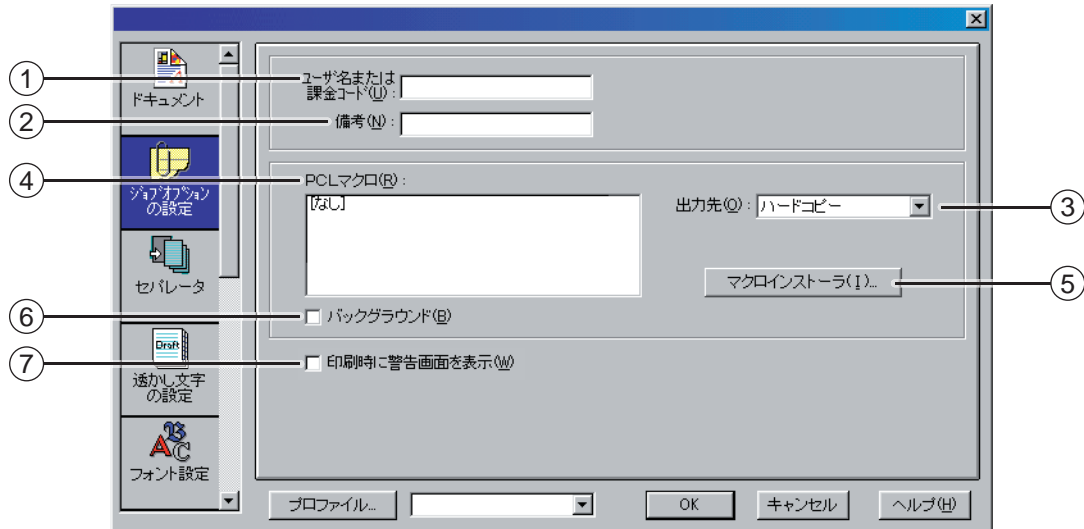 ドキュメント
ジョブオプション
の設定
セパレータ
Draft
透かし文字
の設定
フォント設定
① ユーザ名または
課金コード(U):
② 備考(N):
④ PCLマクロ(R):
[なし]
出力先(O): ハードコピー ③
マクロインストーラ(I)... ⑤
⑥ バックグラウンド(B)
⑦ 印刷時に警告画面を表示(W)
プロファイル... OK キャンセル ヘルプ(H)